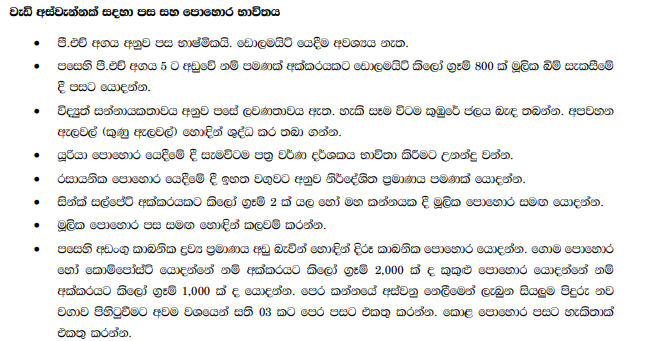 වැඩි අස්වැන්නක් සඳහා පස සහ පොහොර භාවිතය
• පී.එච් අගය අනුව පස භාෂ්මිකයි. ඩොලමයිට් යෙදීම අවශ්‍යය නැත.
• පසෙහි පී.එච් අගය 5 ට අඩුවේ නම් පමණක් අක්කරයකට ඩොලමයිට් කිලෝ ග්‍රෑම් 800 ක් මූලික බිම් සැකසීමේ
දී පසට යොදන්න.
• විද්‍යුත් සන්නායකතාවය අනුව පසේ ලවණතාවය ඇත. හැකි සෑම විටම කුඹුරේ ජලය බැඳ තබන්න. අපවහන
ඇලවල් (කුණු ඇලවල්) හොඳින් ශුද්ධ කර තබා ගන්න.
• යූරියා පොහොර යෙදීමේ දී සැමවිටම පත්‍ර වර්ණ දර්ශකය භාවිතා කිරීමට උනන්දු වන්න.
• රසායනික පොහොර යෙදීමේ දී ඉහත වගුවට අනුව නිර්දේශිත ප්‍රමාණය පමණක් යොදන්න.
• සින්ක් සල්පේට් අක්කරයකට කිලෝ ග්‍රෑම් 2 ක් යල හෝ මහ කන්නයක දී මූලික පොහොර සමඟ යොදන්න.
• මූලික පොහොර පස සමඟ හොඳින් කලවම් කරන්න.
• පසෙහි අඩංගු කාබනික ද්‍රව්‍ය ප්‍රමාණය අඩු බැවින් හොඳින් දිරූ කාබනික පොහොර යොදන්න. ගොම පොහොර
හෝ කොම්පෝස්ට් යොදන්නේ නම් අක්කරයට කිලෝ ග්‍රෑම් 2,000 ක් ද කුකුළු පොහොර යොදන්නේ නම්
අක්කරයට කිලෝ ග්‍රෑම් 1,000 ක් ද යොදන්න. පෙර කන්නයේ අස්වනු නෙලීමෙන් ලැබුන සියලුම පිදුරු නව
වගාව පිහිටුවීමට අවම වශයෙන් සති 03 කට පෙර පසට එකතු කරන්න. කොළ පොහොර පසට හැකිතාක්
එකතු කරන්න.